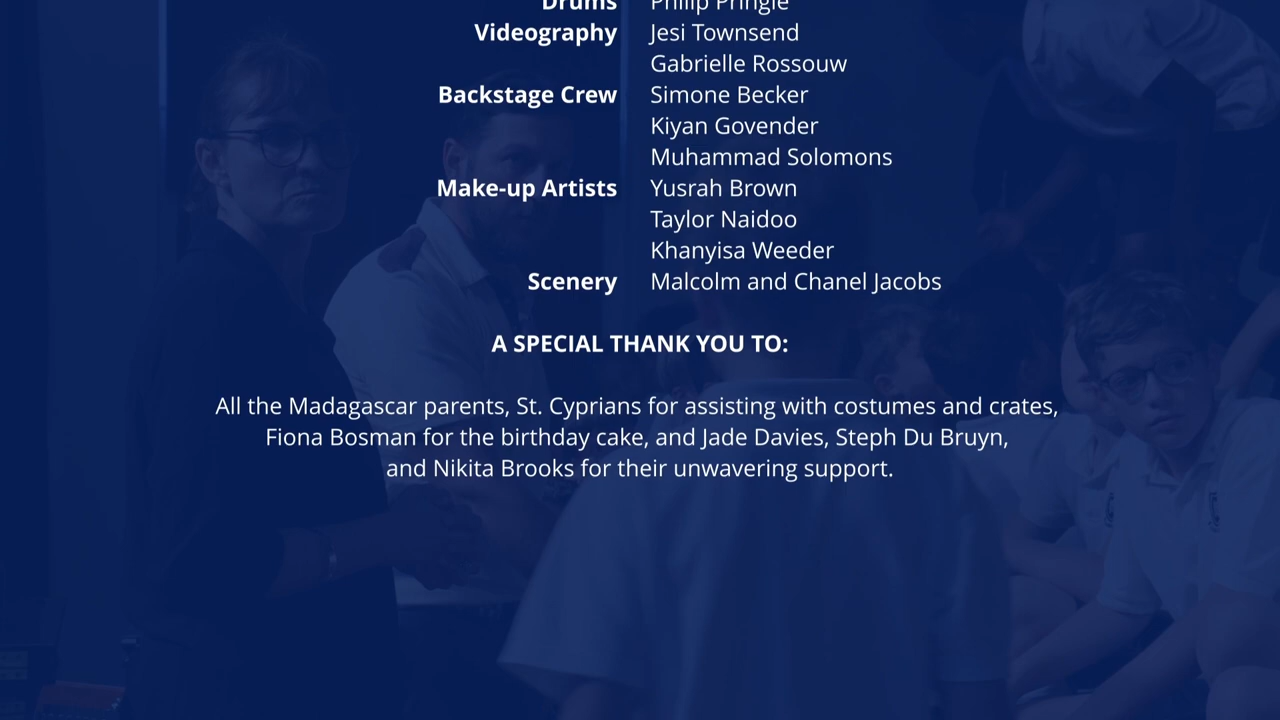 Drums Philip Pringle
Videography Jesi Townsend
Gabrielle Rossouw
Backstage Crew Simone Becker
Kiyan Govender
Muhammad Solomons
Make-up Artists Yusrah Brown
Taylor Naidoo
Khanyisa Weeder
Scenery Malcolm and Chanel Jacobs
A SPECIAL THANK YOU TO:
All the Madagascar parents, St. Cyprians for assisting with costumes and crates,
Fiona Bosman for the birthday cake, and Jade Davies, Steph Du Bruyn,
and Nikita Brooks for their unwavering support.